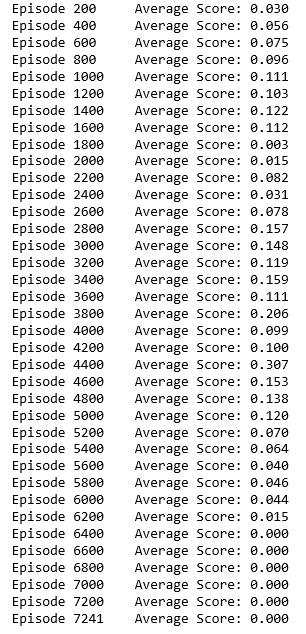 Episode 200 Average Score: 0.030
Episode 400 Average Score: 0.056
Episode 600 Average Score: 0.075
Episode 800 Average Score: 0.096
Episode 1000 Average Score: 0.111
Episode 1200 Average Score: 0.103
Episode 1400 Average Score: 0.122
Episode 1600 Average Score: 0.112
Episode 1800 Average Score: 0.003
Episode 2000 Average Score: 0.015
Episode 2200 Average Score: 0.082
Episode 2400 Average Score: 0.031
Episode 2600 Average Score: 0.078
Episode 2800 Average Score: 0.157
Episode 3000 Average Score: 0.148
Episode 3200 Average Score: 0.119
Episode 3400 Average Score: 0.159
Episode 3600 Average Score: 0.111
Episode 3800 Average Score: 0.206
Episode 4000 Average Score: 0.099
Episode 4200 Average Score: 0.100
Episode 4400 Average Score: 0.307
Episode 4600 Average Score: 0.153
Episode 4800 Average Score: 0.138
Episode 5000 Average Score: 0.120
Episode 5200 Average Score: 0.070
Episode 5400 Average Score: 0.064
Episode 5600 Average Score: 0.040
Episode 5800 Average Score: 0.046
Episode 6000 Average Score: 0.044
Episode 6200 Average Score: 0.015
Episode 6400 Average Score: 0.000
Episode 6600 Average Score: 0.000
Episode 6800 Average Score: 0.000
Episode 7000 Average Score: 0.000
Episode 7200 Average Score: 0.000
Episode 7241 Average Score: 0.000